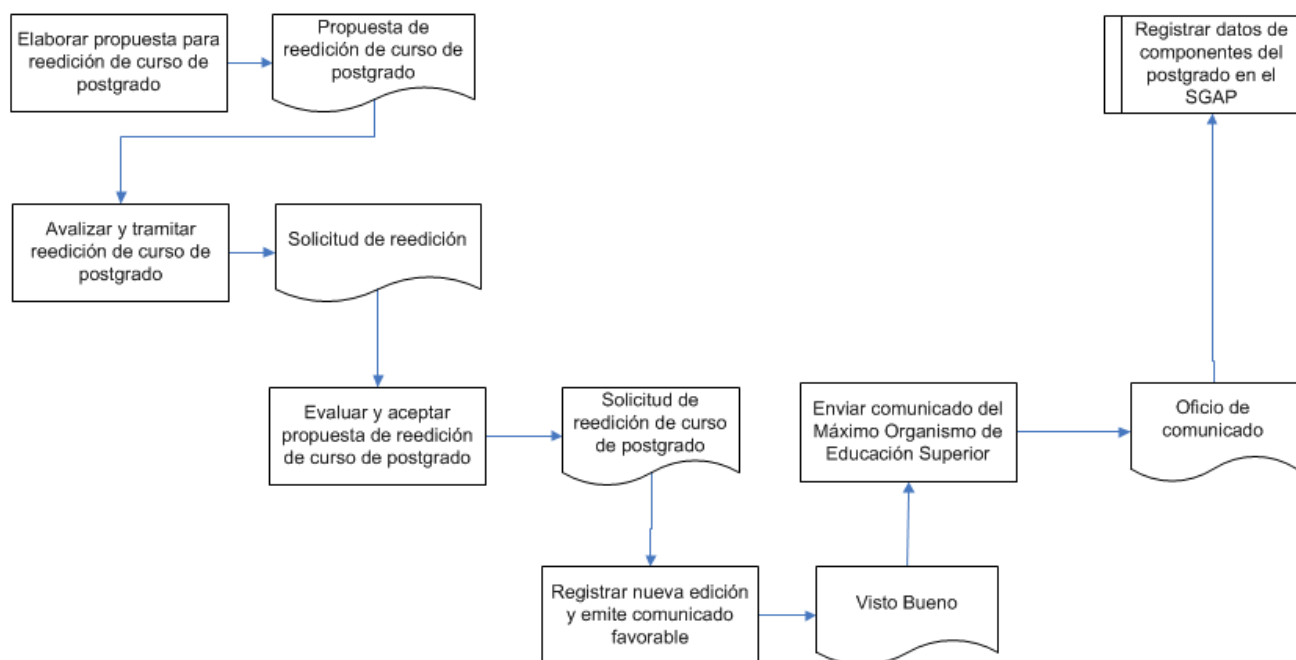 Elaborar propuesta para
reedición de curso de
postgrado
Propuesta de
reedición de curso de
postgrado
Registrar datos de
componentes del
postgrado en el
SGAP
Avalizar y tramitar
reedición de curso de
postgrado
Solicitud de reedición
Evaluar y aceptar
propuesta de reedición
de curso de postgrado
Solicitud de
reedición de curso
de postgrado
Enviar comunicado del
Máximo Organismo de
Educación Superior
Oficio de
comunicado
Registrar nueva edición
y emite comunicado
favorable
Visto Bueno